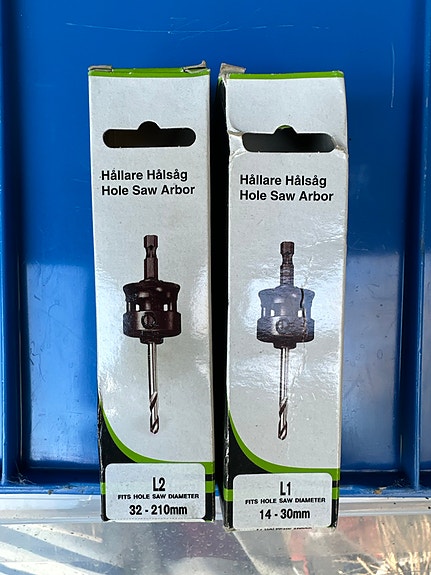 Hållare Hålsåg
Hole Saw Arbor
L2
FITS HOLE SAW DIAMETER
32 - 210mm
Hållare Hålsåg
Hole Saw Arbor
L1
FITS HOLE SAW DIAMETER
14 - 30mm